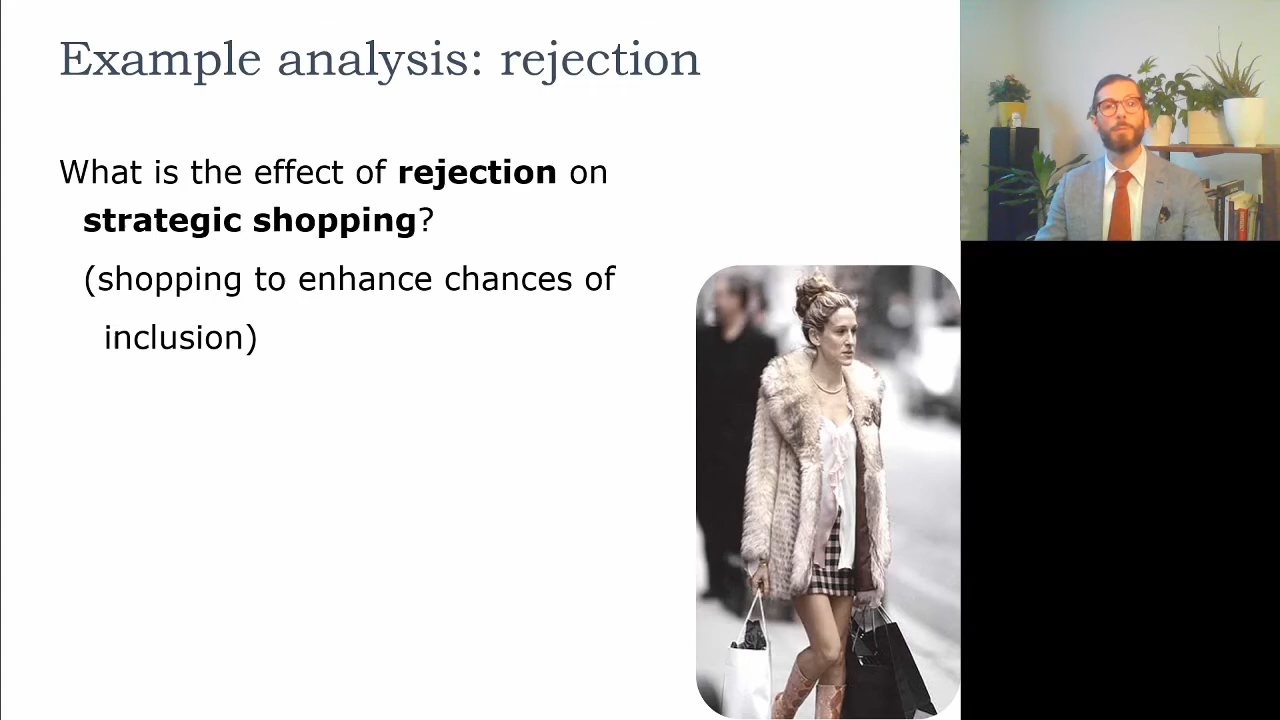 Example analysis: rejection
What is the effect of rejection on
strategic shopping?
(shopping to enhance chances of
inclusion)